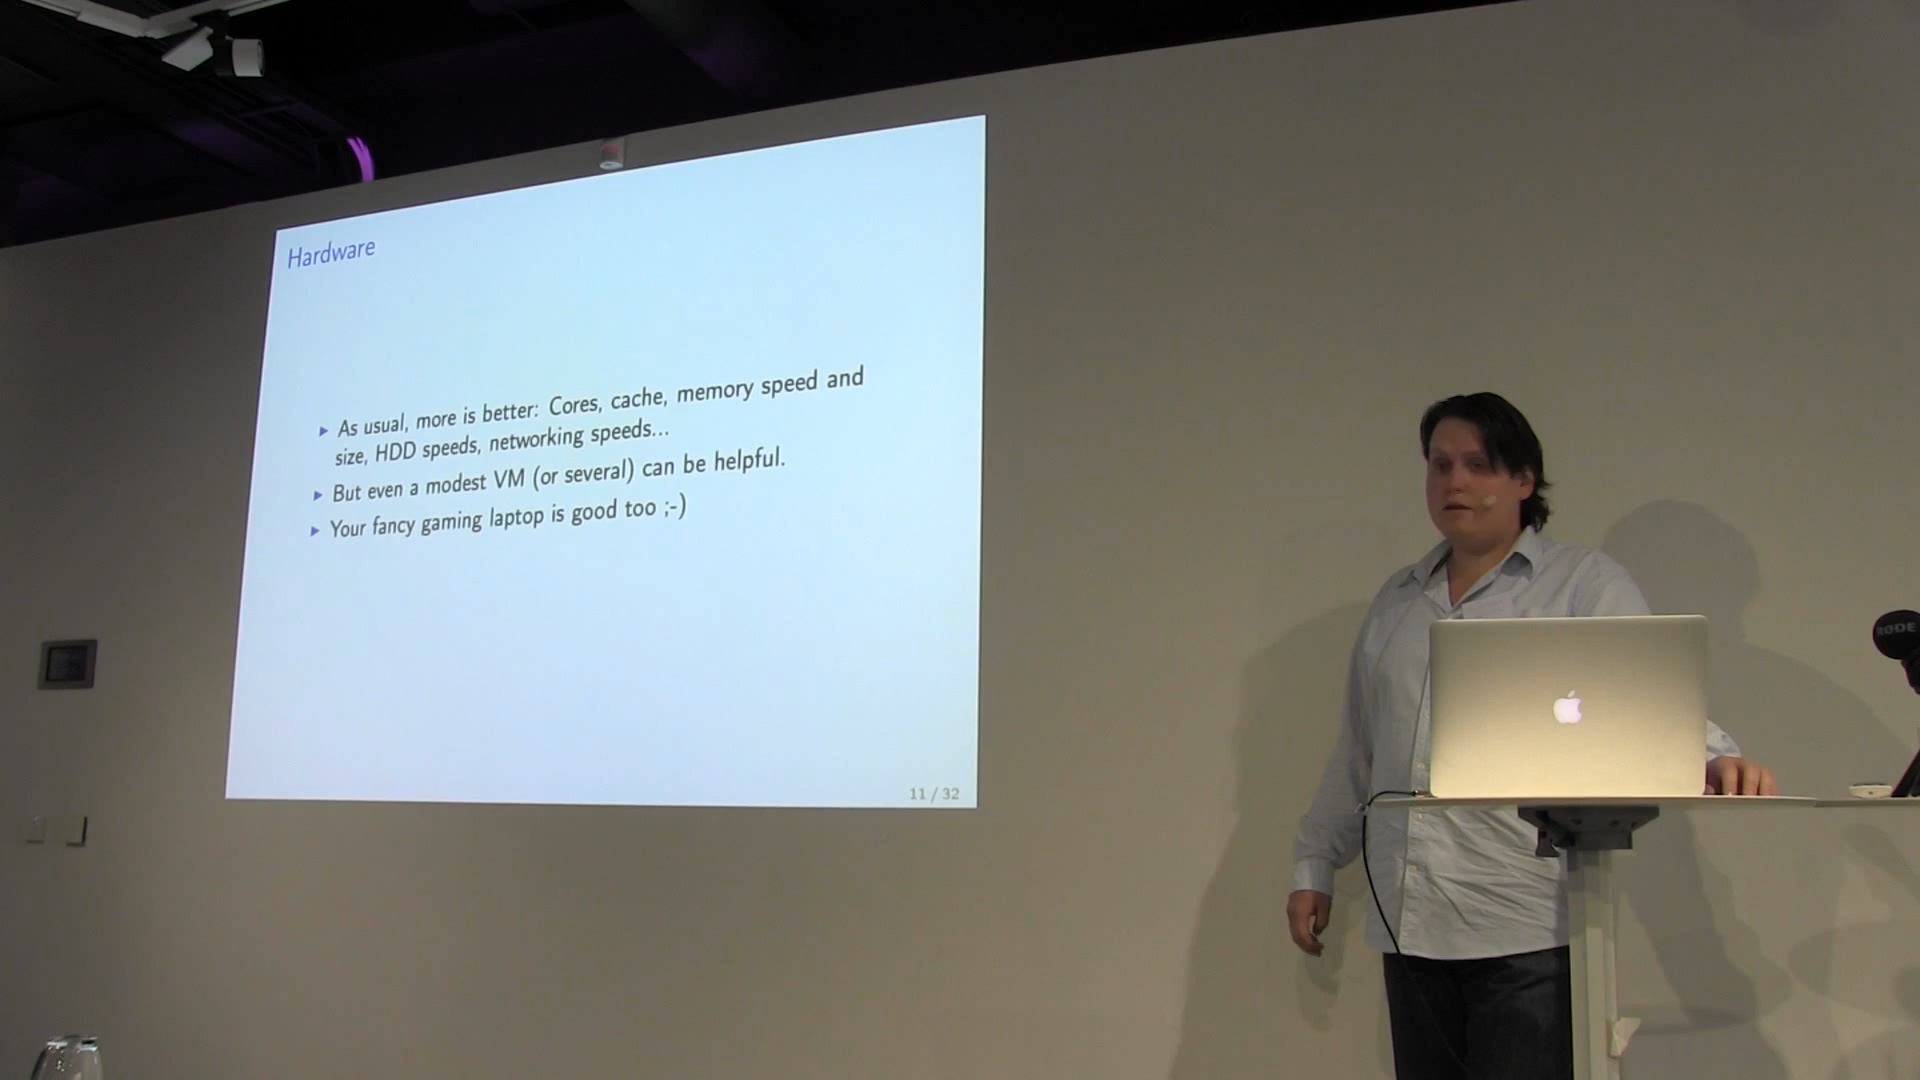 Hardware
▶ As usual, more is better: Cores, cache, memory speed and
size, HDD speeds, networking speeds...
▶ But even a modest VM (or several) can be helpful.
▶ Your fancy gaming laptop is good too ;-)
11 / 32
RØDE